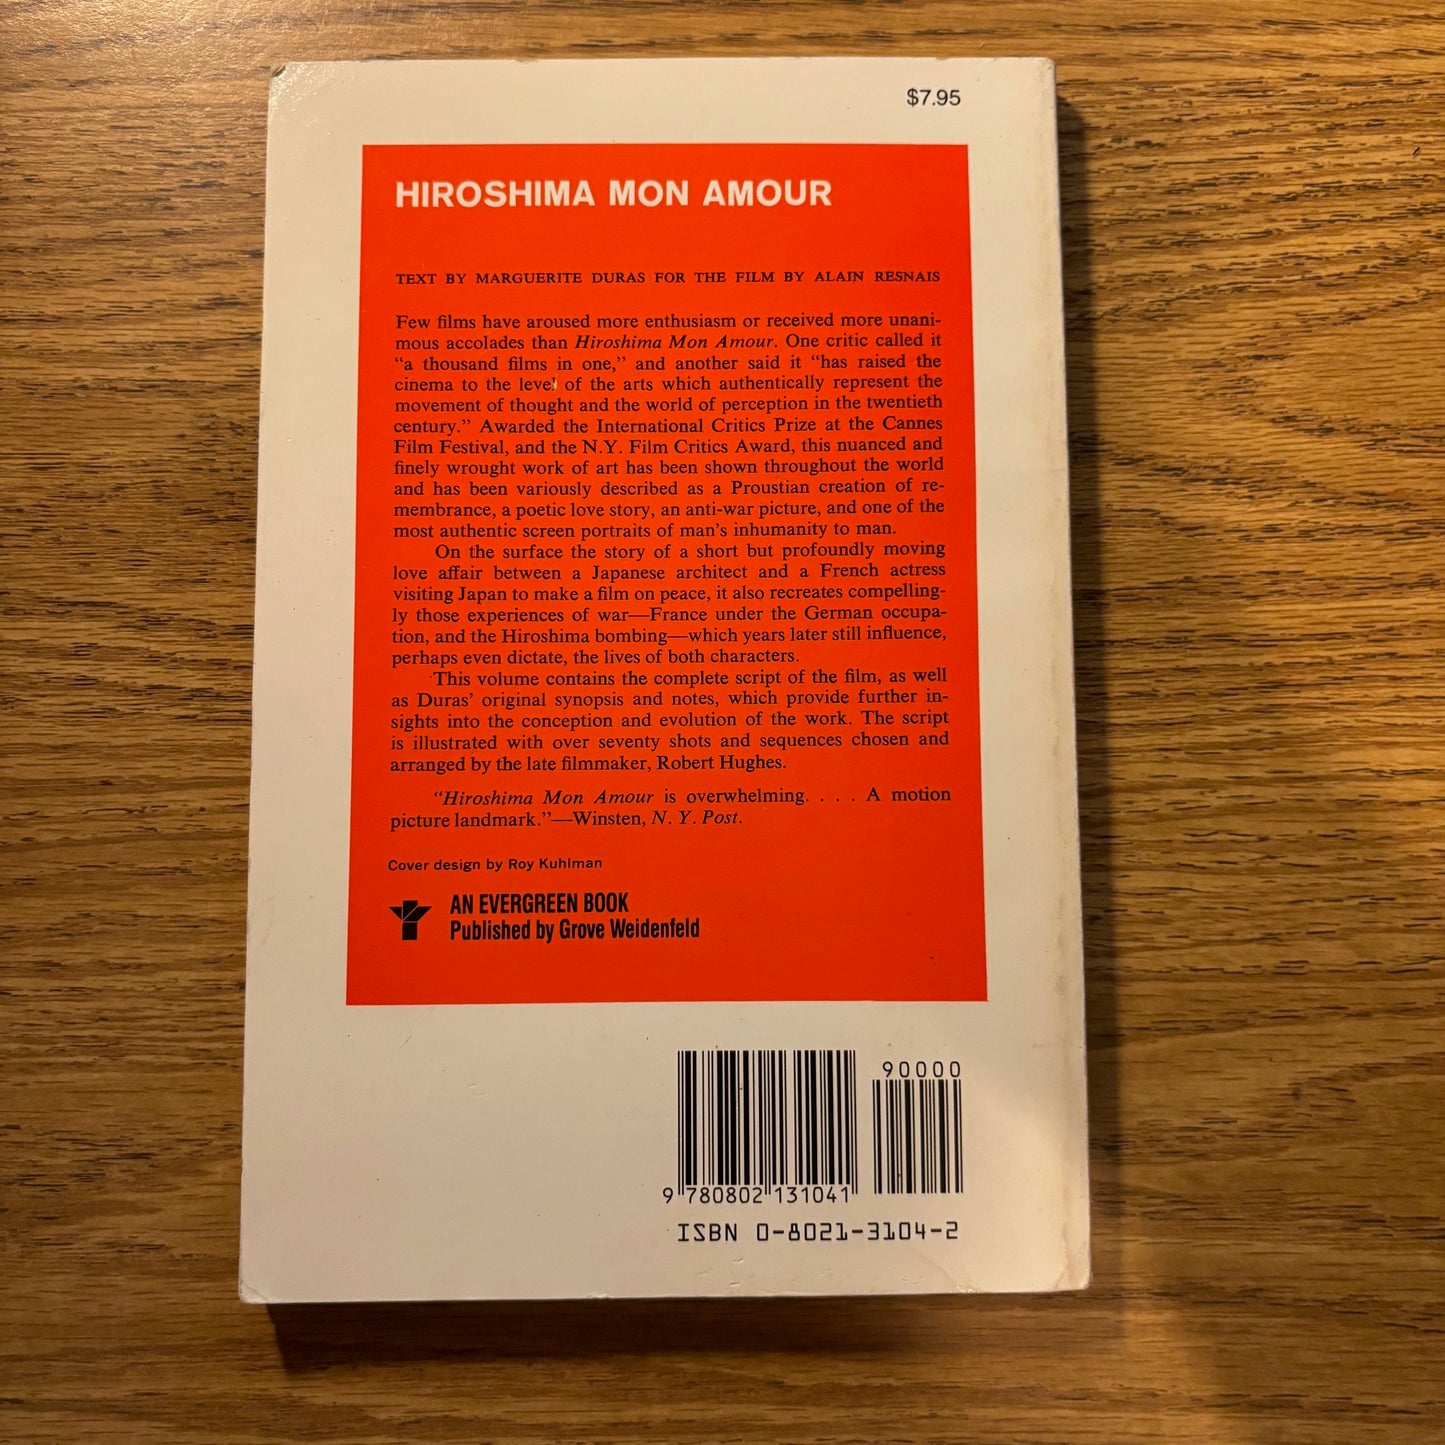 $7.95
HIROSHIMA MON AMOUR
TEXT BY MARGUERITE DURAS FOR THE FILM BY ALAIN RESNAIS
Few films have aroused more enthusiasm or received more unani-
mous accolades than Hiroshima Mon Amour. One critic called it
“a thousand films in one,” and another said it “has raised the
cinema to the level of the arts which authentically represent the
movement of thought and the world of perception in the twentieth
century.” Awarded the International Critics Prize at the Cannes
Film Festival, and the N.Y. Film Critics Award, this nuanced and
finely wrought work of art has been shown throughout the world
and has been variously described as a Proustian creation of re-
membrance, a poetic love story, an anti-war picture, and one of the
most authentic screen portraits of man’s inhumanity to man.
On the surface the story of a short but profoundly moving
love affair between a Japanese architect and a French actress
visiting Japan to make a film on peace, it also recreates compelling-
ly those experiences of war—France under the German occupa-
tion, and the Hiroshima bombing—which years later still influence,
perhaps even dictate, the lives of both characters.
This volume contains the complete script of the film, as well
as Duras’ original synopsis and notes, which provide further in-
sights into the conception and evolution of the work. The script
is illustrated with over seventy shots and sequences chosen and
arranged by the late filmmaker, Robert Hughes.
“Hiroshima Mon Amour is overwhelming. . . . A motion
picture landmark.”—Winsten, N. Y. Post.
Cover design by Roy Kuhlman
AN EVERGREEN BOOK
Published by Grove Weidenfeld
90000
9 780802 131041
ISBN 0-8021-3104-2